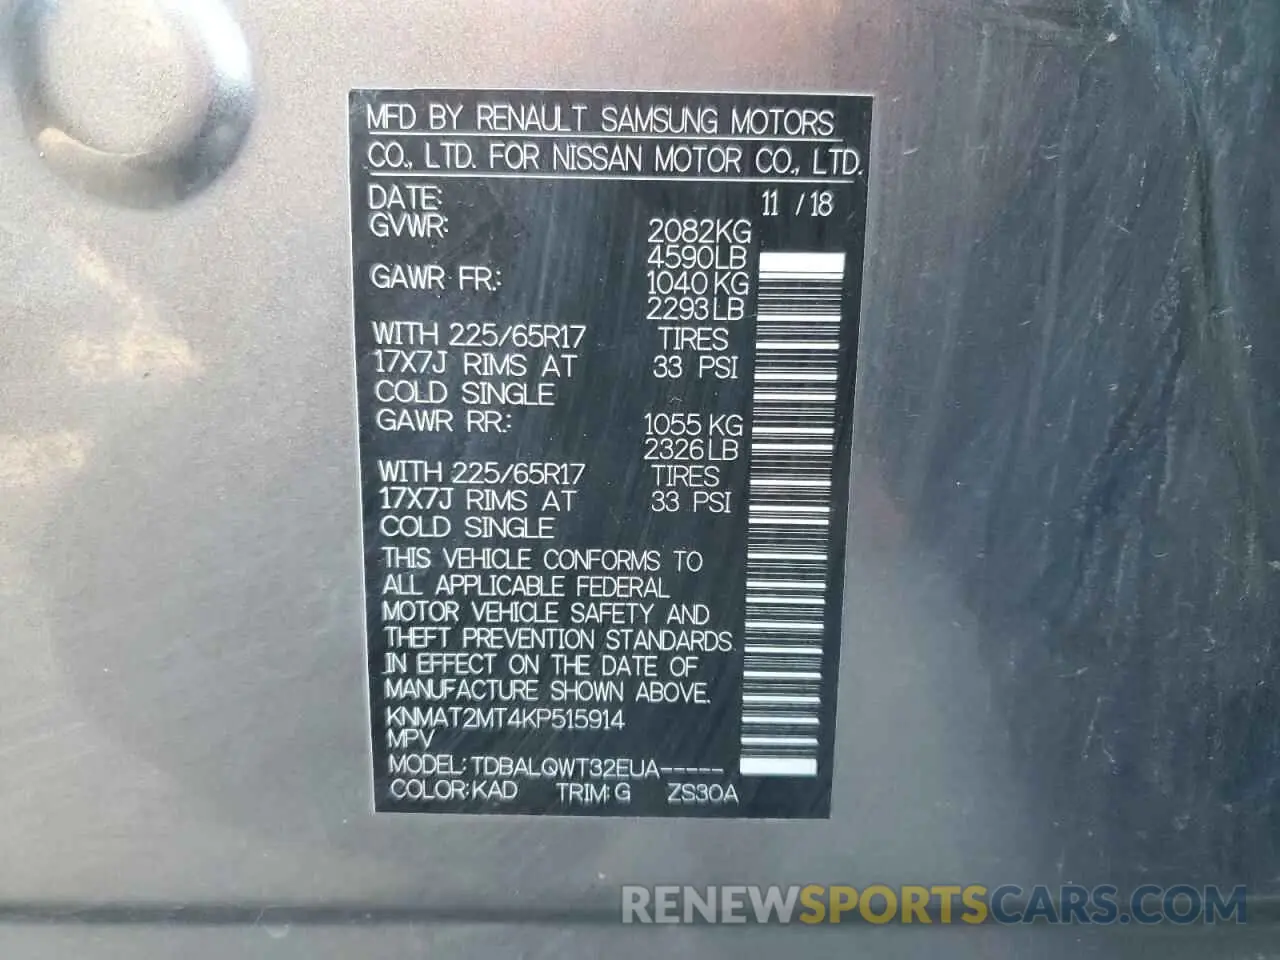 MFD BY RENAULT SAMSUNG MOTORS
CO., LTD. FOR NISSAN MOTOR CO., LTD.
DATE: 11 / 18
GVWR: 2082KG
4590LB
GAWR FR.: 1040 KG
2293 LB
WITH 225/65R17 TIRES
17X7J RIMS AT 33 PSI
COLD SINGLE
GAWR RR.: 1055 KG
2326 LB
WITH 225/65R17 TIRES
17X7J RIMS AT 33 PSI
COLD SINGLE
THIS VEHICLE CONFORMS TO
ALL APPLICABLE FEDERAL
MOTOR VEHICLE SAFETY AND
THEFT PREVENTION STANDARDS
IN EFFECT ON THE DATE OF
MANUFACTURE SHOWN ABOVE.
KNMAT2MT4KP515914
MPV
MODEL: TDBALQWT32EUA-----
COLOR: KAD TRIM: G ZS30A
RENEWSPORTSCARS.COM